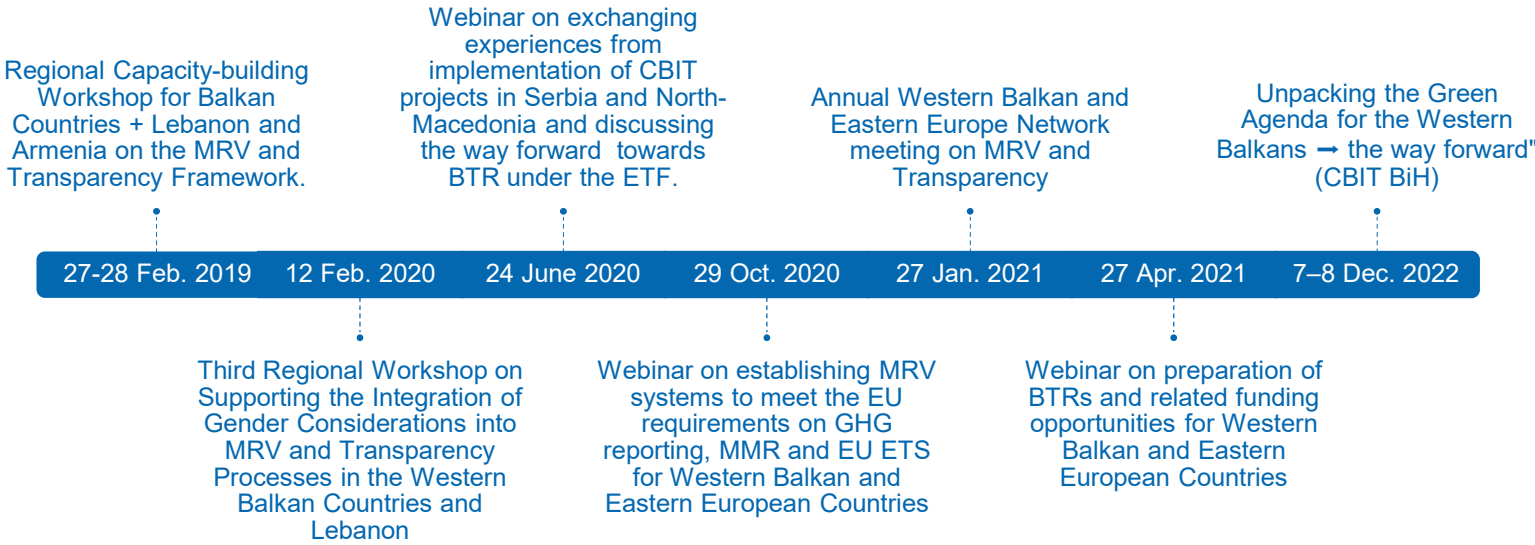 Regional Capacity-building
Workshop for Balkan
Countries + Lebanon and
Armenia on the MRV and
Transparency Framework.
Webinar on exchanging
experiences from
implementation of CBIT
projects in Serbia and North-
Macedonia and discussing
the way forward  towards
BTR under the ETF.
Annual Western Balkan and
Eastern Europe Network
meeting on MRV and
Transparency
Unpacking the Green
Agenda for the Western
Balkans → the way forward"
(CBIT BiH)
27-28 Feb. 2019
12 Feb. 2020
24 June 2020
29 Oct. 2020
27 Jan. 2021
27 Apr. 2021
7–8 Dec. 2022
Third Regional Workshop on
Supporting the Integration of
Gender Considerations into
MRV and Transparency
Processes in the Western
Balkan Countries and
Lebanon
Webinar on establishing MRV
systems to meet the EU
requirements on GHG
reporting, MMR and EU ETS
for Western Balkan and
Eastern European Countries
Webinar on preparation of
BTRs and related funding
opportunities for Western
Balkan and Eastern
European Countries